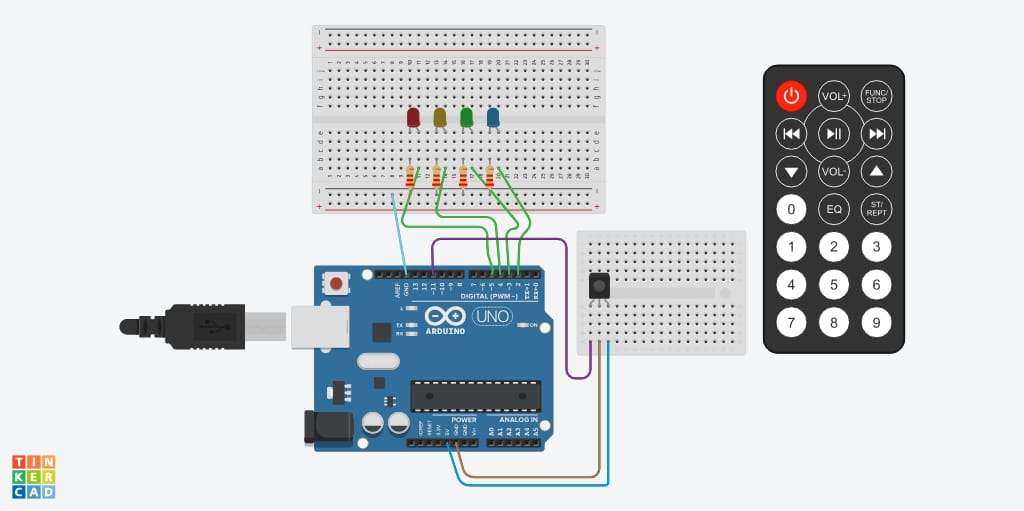 VOL+
FUNC/
STOP
VOL-
0
EQ
ST/
REPT
1 2 3
4 5 6
7 8 9
a b c d e
f g h i j
AREF
GND
13
12
~11
~10
~9
8
7
~6
~5
4
~3
2
TX→1
RX←0
DIGITAL (PWM ~)
L
TX
RX
ARDUINO
UNO
ON
POWER
ANALOG IN
IOREF
RESET
3.3V
5V
GND
GND
Vin
A0
A1
A2
A3
A4
A5
TIN
KER
CAD